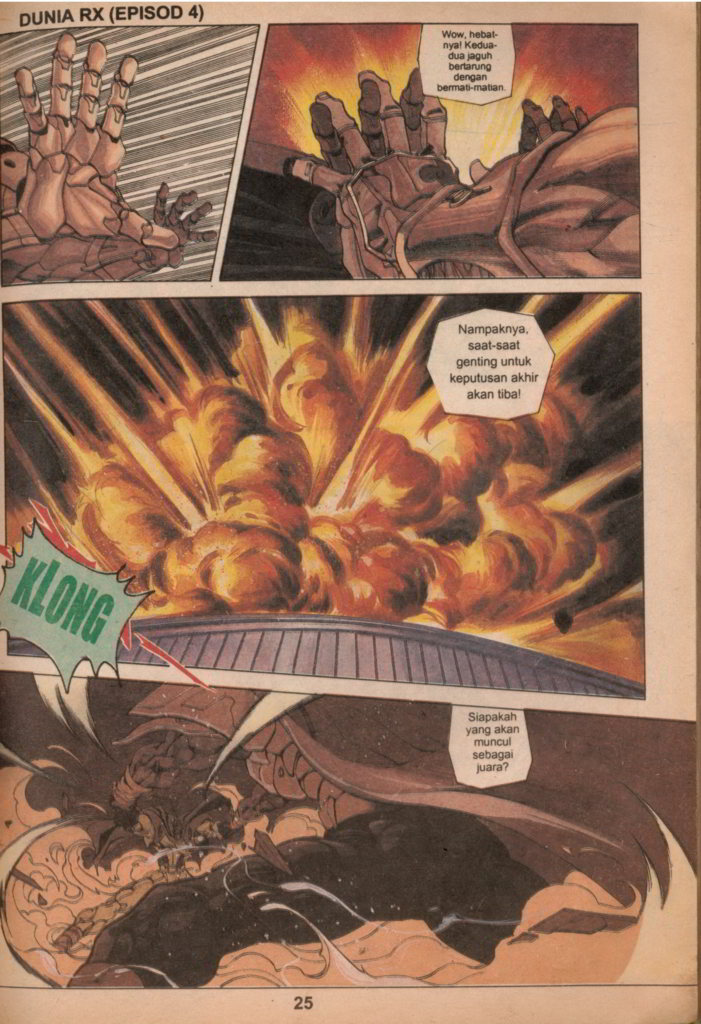 DUNIA RX (EPISOD 4)
Wow, hebat-
nya! Kedua-
dua jaguh
bertarung
dengan
bermati-matian.
Nampaknya,
saat-saat
genting untuk
keputusan akhir
akan tiba!
KLONG
Siapakah
yang akan
muncul
sebagai
juara?
25